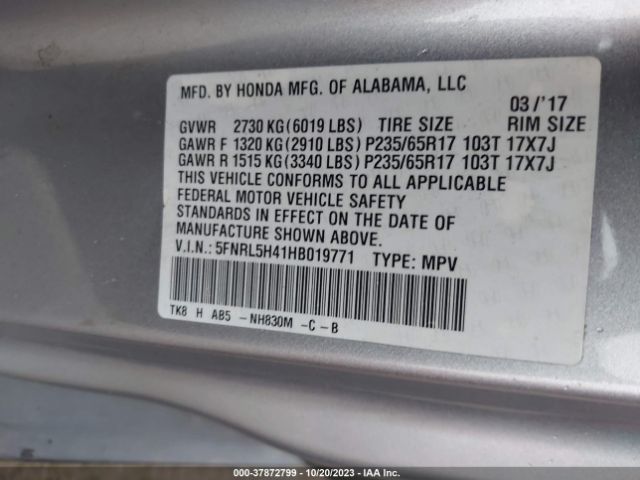 MFD. BY HONDA MFG. OF ALABAMA, LLC
03 /'17
GVWR 2730 KG(6019 LBS) TIRE SIZE RIM SIZE
GAWR F 1320 KG(2910 LBS) P235/65R17 103T 17X7J
GAWR R 1515 KG(3340 LBS) P235/65R17 103T 17X7J
THIS VEHICLE CONFORMS TO ALL APPLICABLE
FEDERAL MOTOR VEHICLE SAFETY
STANDARDS IN EFFECT ON THE DATE OF
MANUFACTURE SHOWN ABOVE.
V.I.N.: 5FNRL5H41HB019771 TYPE: MPV
TK8 H AB5 -NH830M -C-B
000-37872799 - 10/20/2023 - IAA Inc.